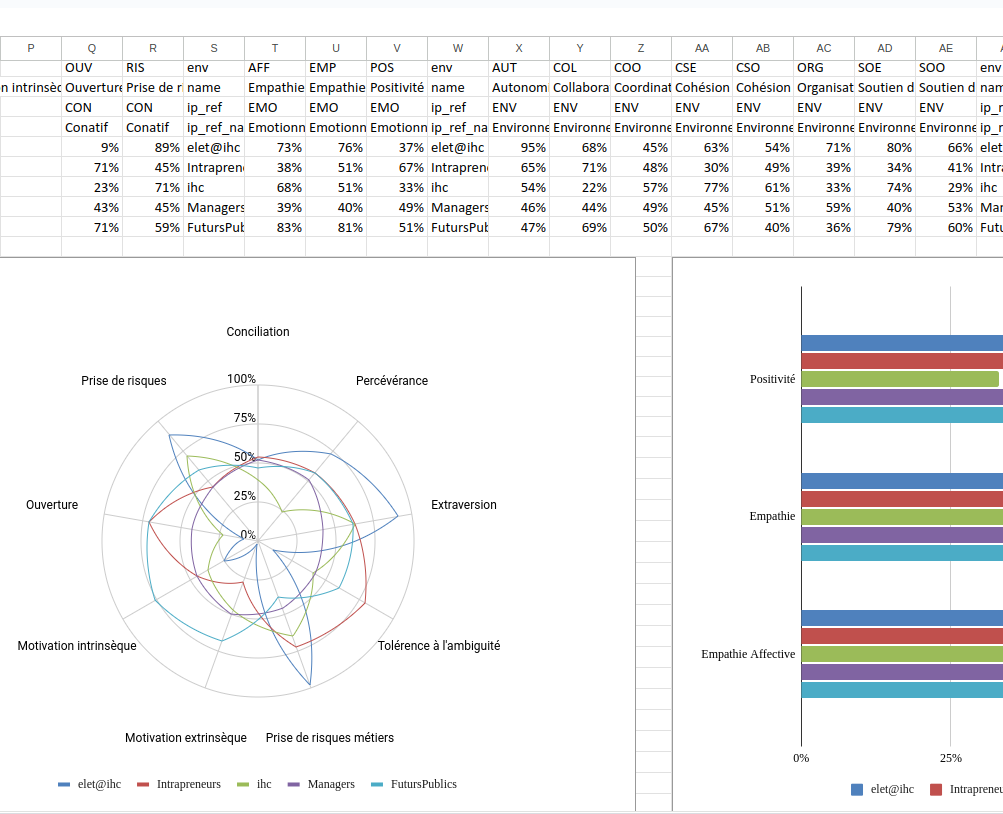 P Q R S T U V W X Y Z AA AB AC AD AE
OUV RIS env AFF EMP POS env AUT COL COO CSE CSO ORG SOE SOO env
n intrinsèc Ouverture Prise de r name Empathie Empathie Positivité name Autonom Collabora Coordinat Cohésion Cohésion Organisat Soutien d Soutien d nam
CON CON ip_ref EMO EMO EMO ip_ref ENV ENV ENV ENV ENV ENV ENV ENV ip_r
Conatif Conatif ip_ref_na Emotionn Emotionn Emotionn ip_ref_na Environne Environne Environne Environne Environne Environne Environne Environne ip_r
9% 89% elet@ihc 73% 76% 37% elet@ihc 95% 68% 45% 63% 54% 71% 80% 66% elet
71% 45% Intrapren 38% 51% 67% Intrapren 65% 71% 48% 30% 49% 39% 34% 41% Intr
23% 71% ihc 68% 51% 33% ihc 54% 22% 57% 77% 61% 33% 74% 29% ihc
43% 45% Managers 39% 40% 49% Managers 46% 44% 49% 45% 51% 59% 40% 53% Mar
71% 59% FutursPub 83% 81% 51% FutursPub 47% 69% 50% 67% 40% 36% 79% 60% Futu
Conciliation
Prise de risques
Percévérance
100%
75%
50%
25%
0%
Ouverture
Extraversion
Motivation intrinsèque
Tolérence à l'ambiguité
Motivation extrinsèque
Prise de risques métiers
elet@ihc Intrapreneurs ihc Managers FutursPublics
Positivité
Empathie
Empathie Affective
0% 25%
elet@ihc Intrapreneu